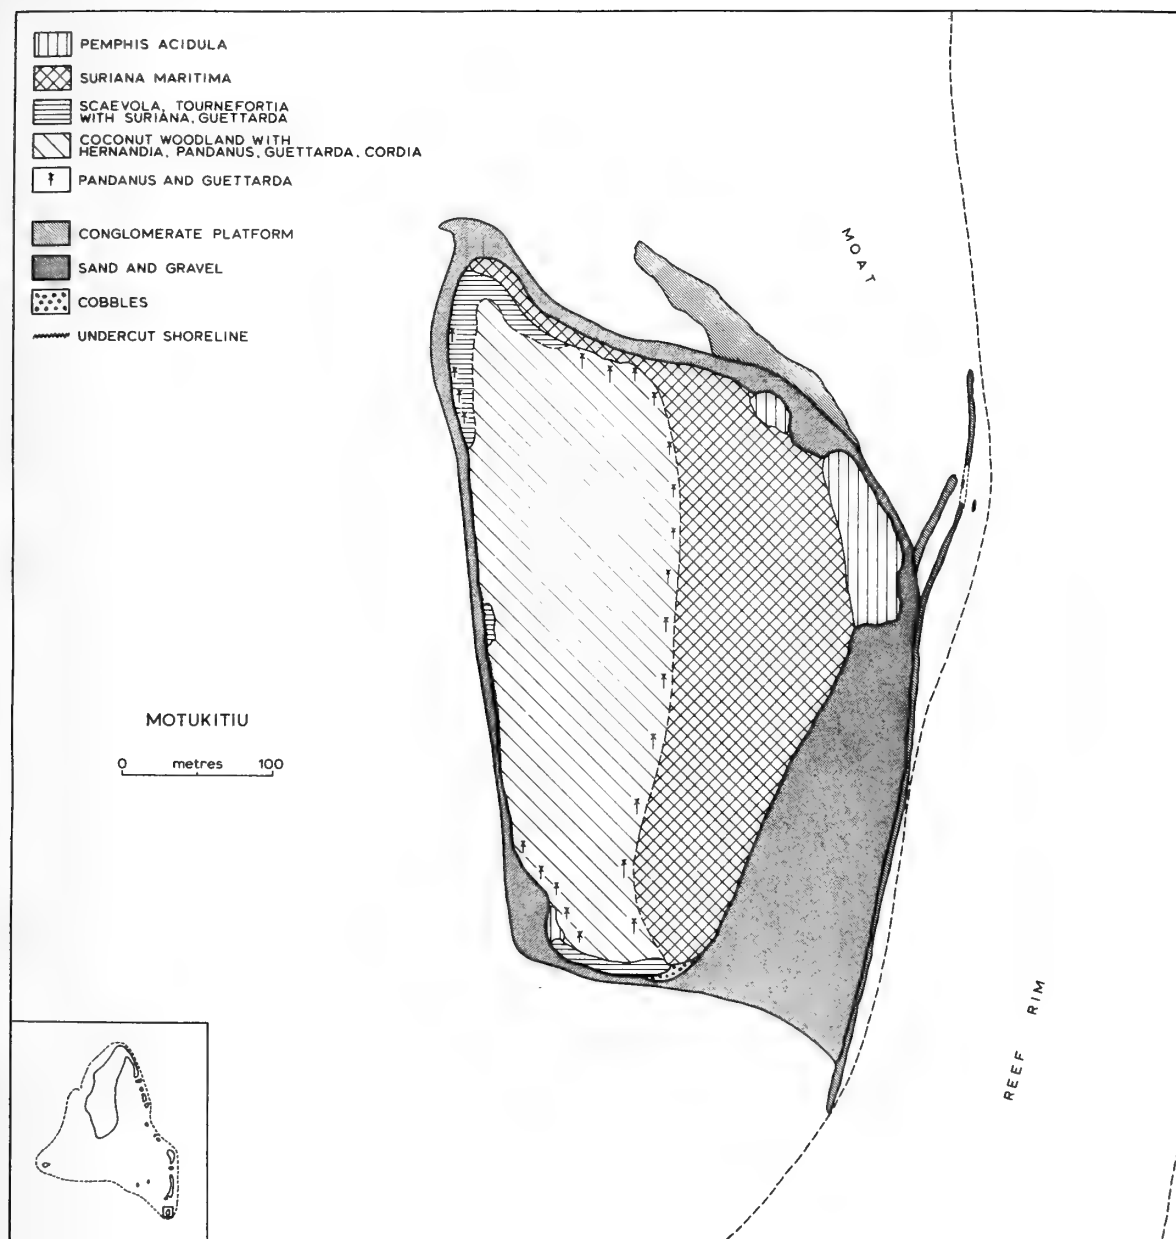 PEMPHIS ACIDULA
SURIANA MARITIMA
SCAEVOLA, TOURNEFORTIA
WITH SURIANA, GUETTARDA
COCONUT WOODLAND WITH
HERNANDIA, PANDANUS, GUETTARDA, CORDIA
PANDANUS AND GUETTARDA
CONGLOMERATE PLATFORM
SAND AND GRAVEL
COBBLES
UNDERCUT SHORELINE
MOAT
MOTUKITIU
0 metres 100
REEF RIM